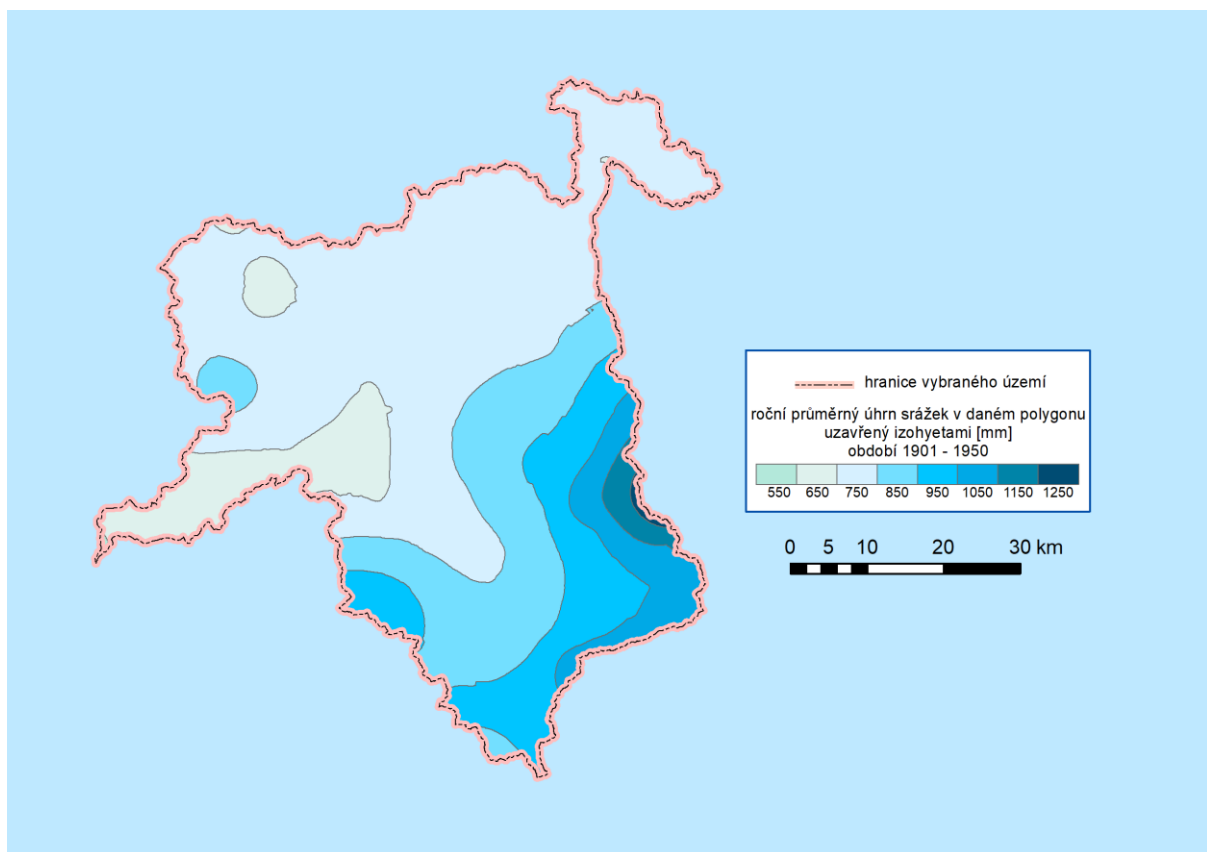 hranice vybraného území
roční průměrný úhrn srážek v daném polygonu
uzavřený izohyetami [mm]
období 1901 - 1950
550 650 750 850 950 1050 1150 1250
0 5 10 20 30 km